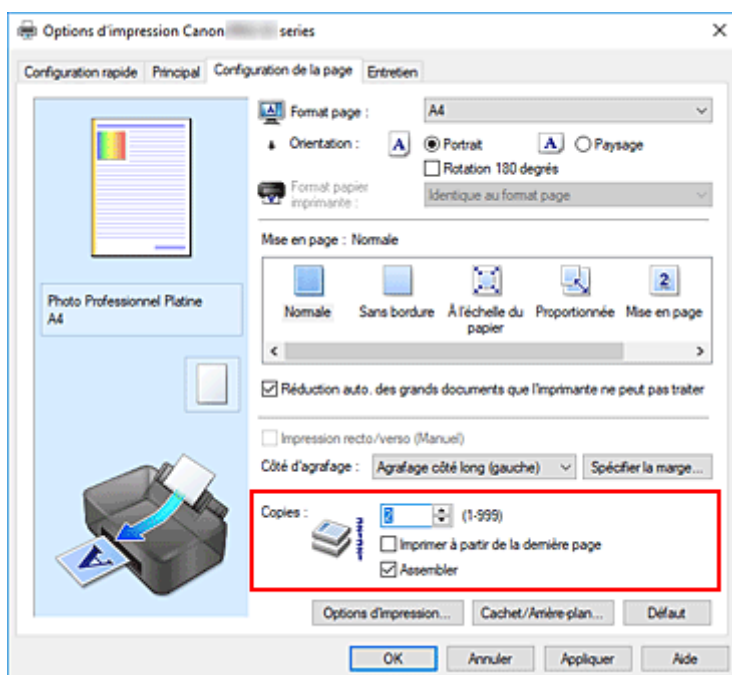 Options d'impression Canon series
Configuration rapide Principal Configuration de la page Entretien
Format page : A4
Orientation : A Portrait A Paysage
Rotation 180 degrés
Format papier imprimante : Identique au format page
Mise en page : Normale
2
Normale Sans bordure À l'échelle du papier Proportionnée Mise en page
Photo Professionnel Platine
A4
Réduction auto. des grands documents que l'imprimante ne peut pas traiter
Impression recto/verso (Manuel)
Côté d'agrafage : Agrafage côté long (gauche) Spécifier la marge...
Copies : 2 (1-999)
Imprimer à partir de la dernière page
Assembler
A
Options d'impression... Cachet/Arrière-plan... Défaut
OK Annuler Appliquer Aide